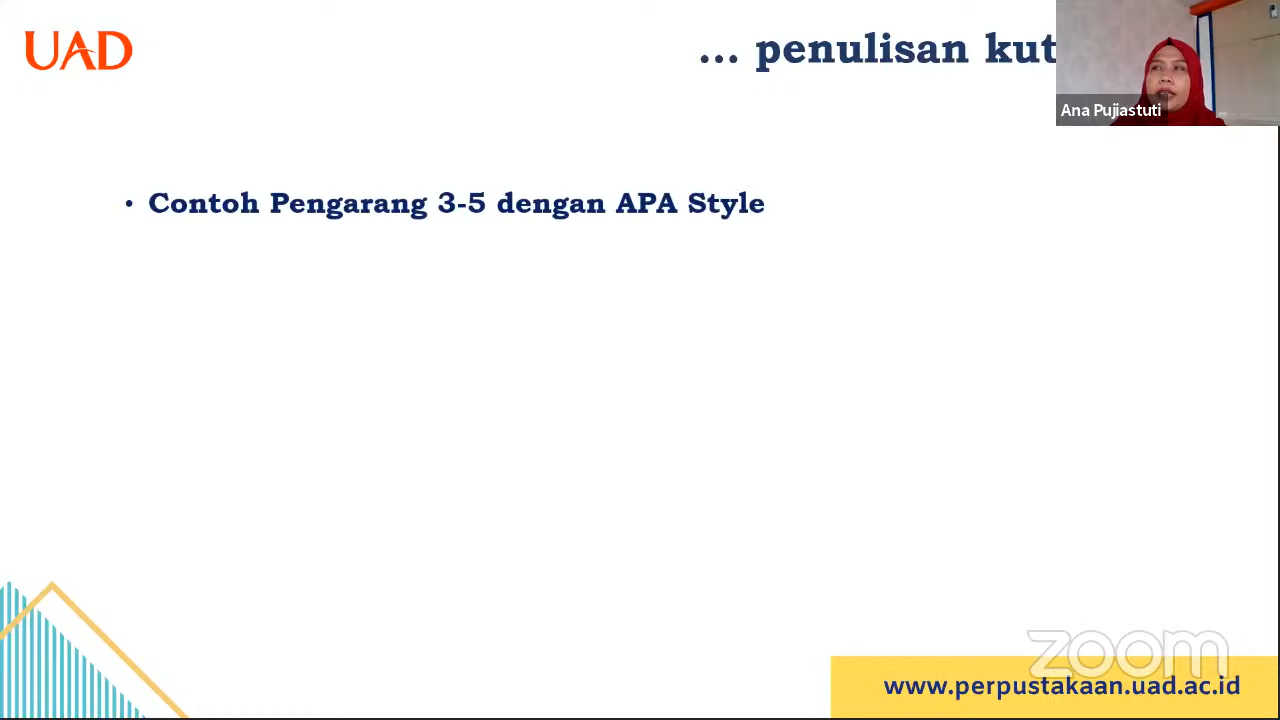 UAD
... penulisan kut
Ana Pujiastuti
• Contoh Pengarang 3-5 dengan APA Style
zoom
www.perpustakaan.uad.ac.id